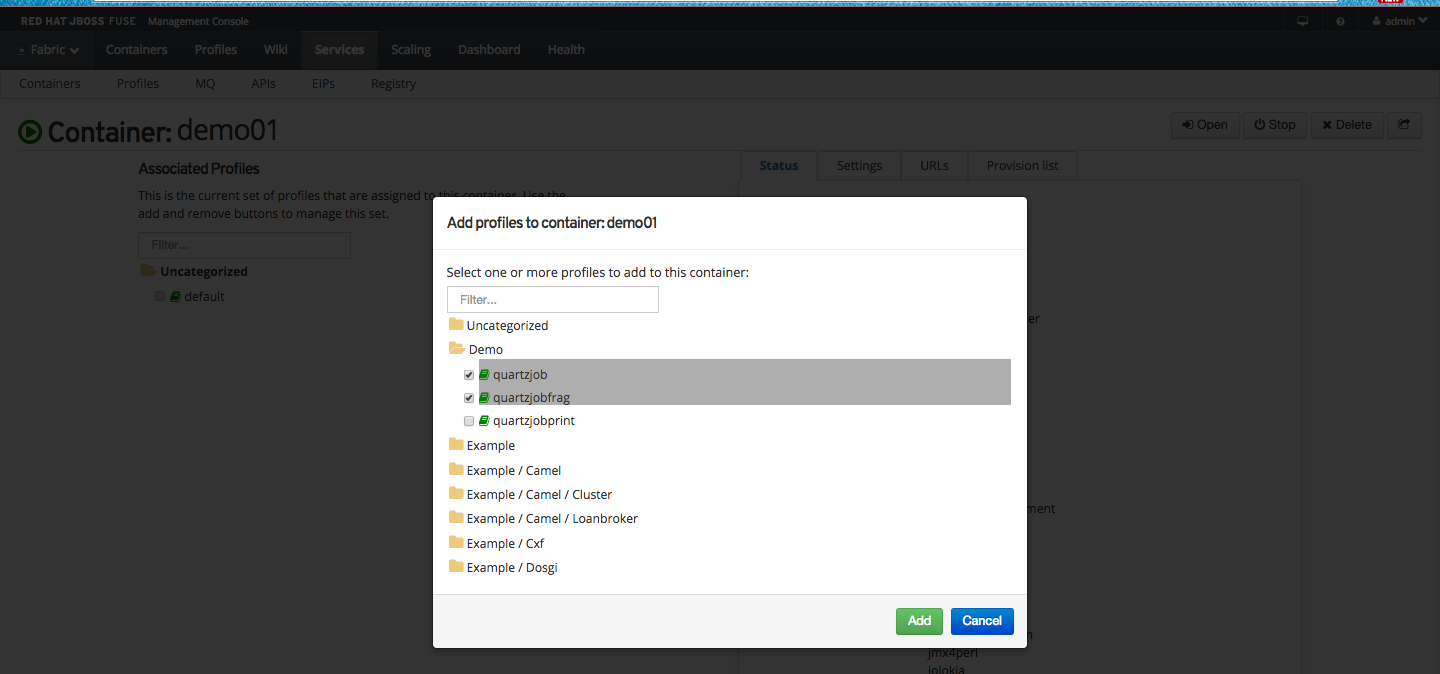 RED HAT JBOSS FUSE Management Console
admin
Fabric Containers Profiles Wiki Services Scaling Dashboard Health
Containers Profiles MQ APIs EIPs Registry
Container: demo01
Open Stop Delete
Associated Profiles
Status Settings URLs Provision list
This is the current set of profiles that are assigned to this container. Use the
add and remove buttons to manage this set.
Filter...
Uncategorized
default
Add profiles to container: demo01
Select one or more profiles to add to this container:
Filter...
Uncategorized
Demo
quartzjob
quartzjobfrag
quartzjobprint
Example
Example / Camel
Example / Camel / Cluster
Example / Camel / Loanbroker
Example / Cxf
Example / Dosgi
Add Cancel
er
ment
n
jmx4perl
jolokia